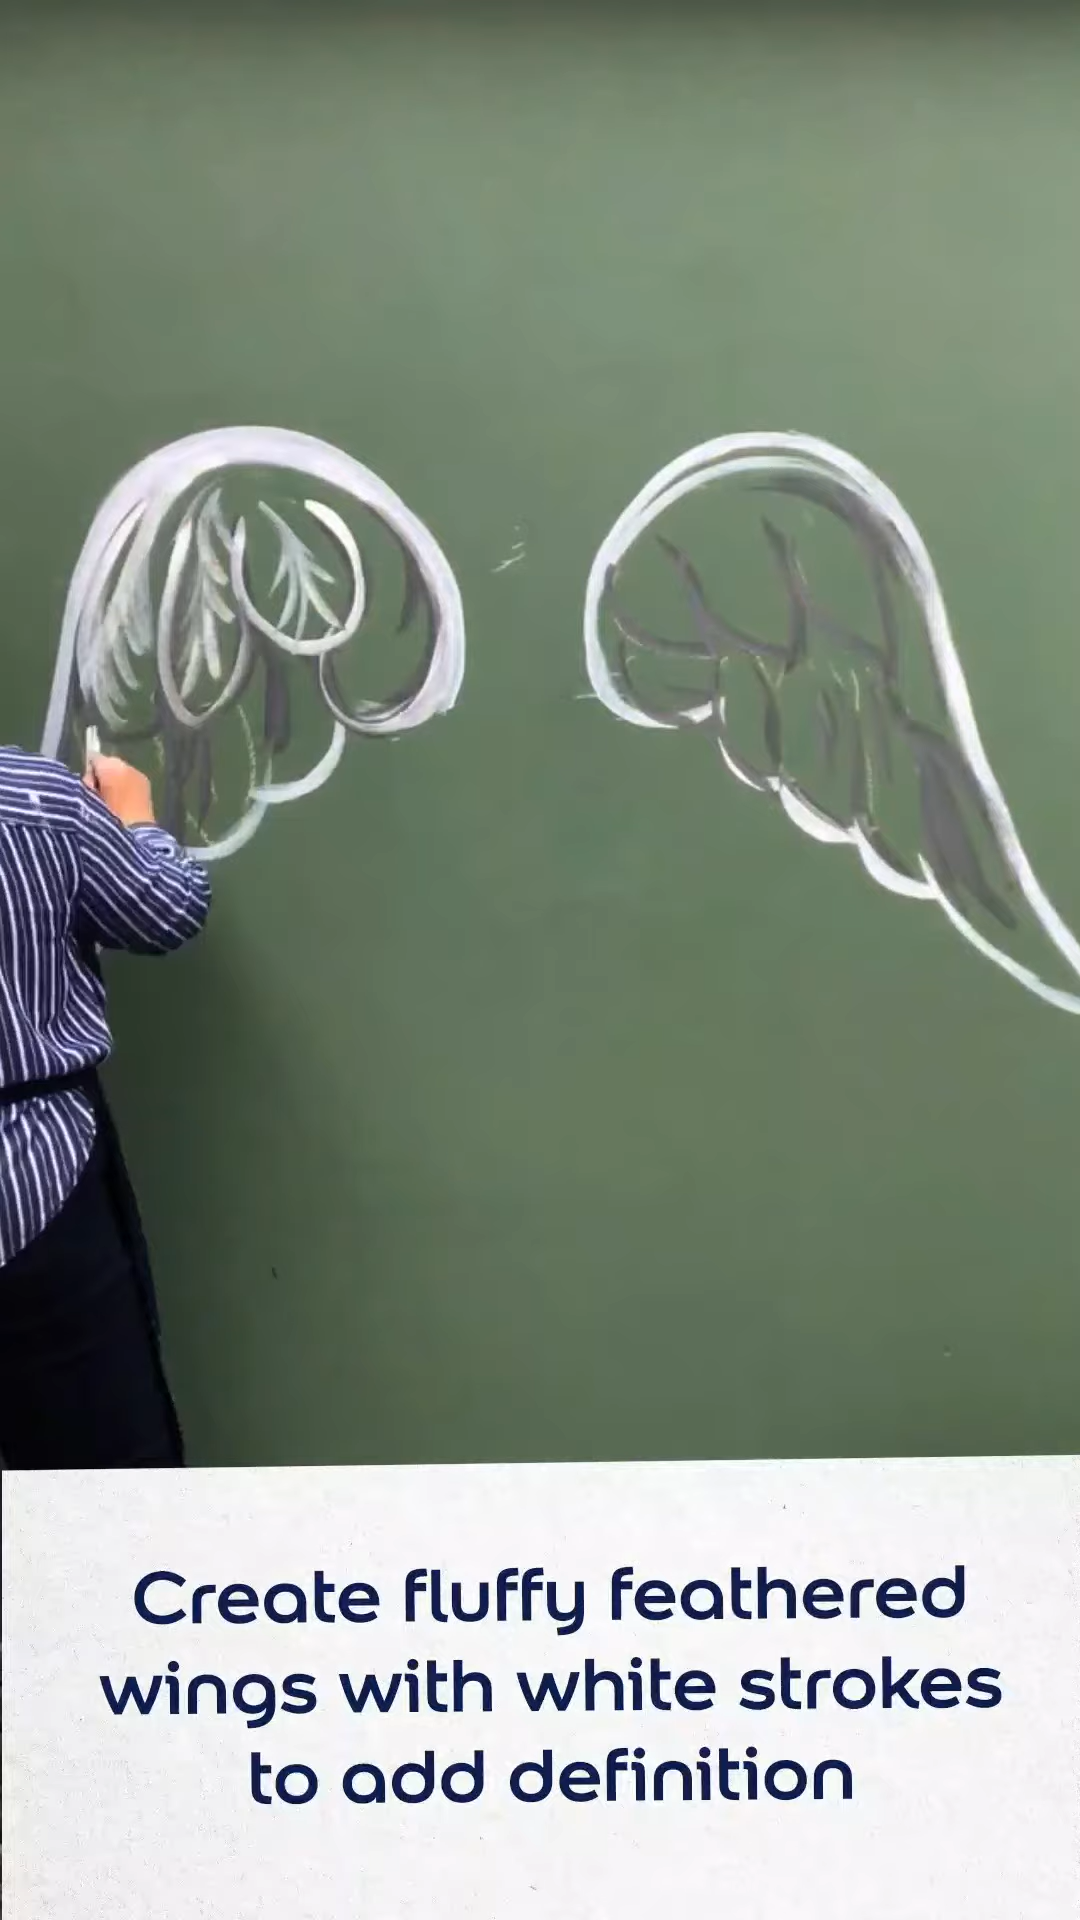 Create fluffy feathered
wings with white strokes
to add definition